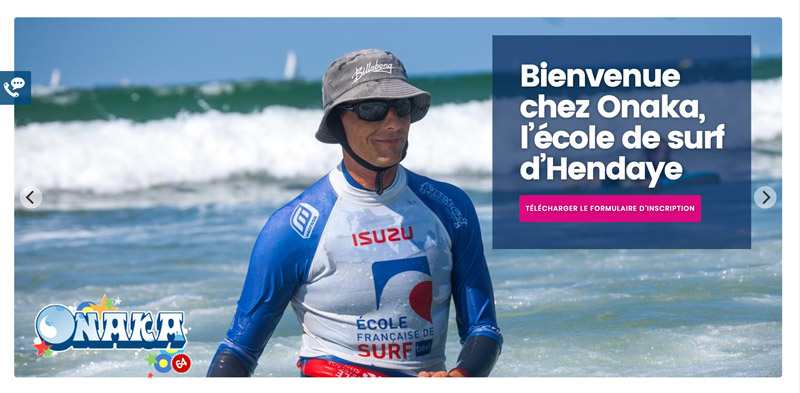 Billabong
Bienvenue
chez Onaka,
l'école de surf
d'Hendaye
TÉLÉCHARGER LE FORMULAIRE D'INSCRIPTION
ISUZU
ÉCOLE
FRANÇAISE DE
SURF
ONAKA
64